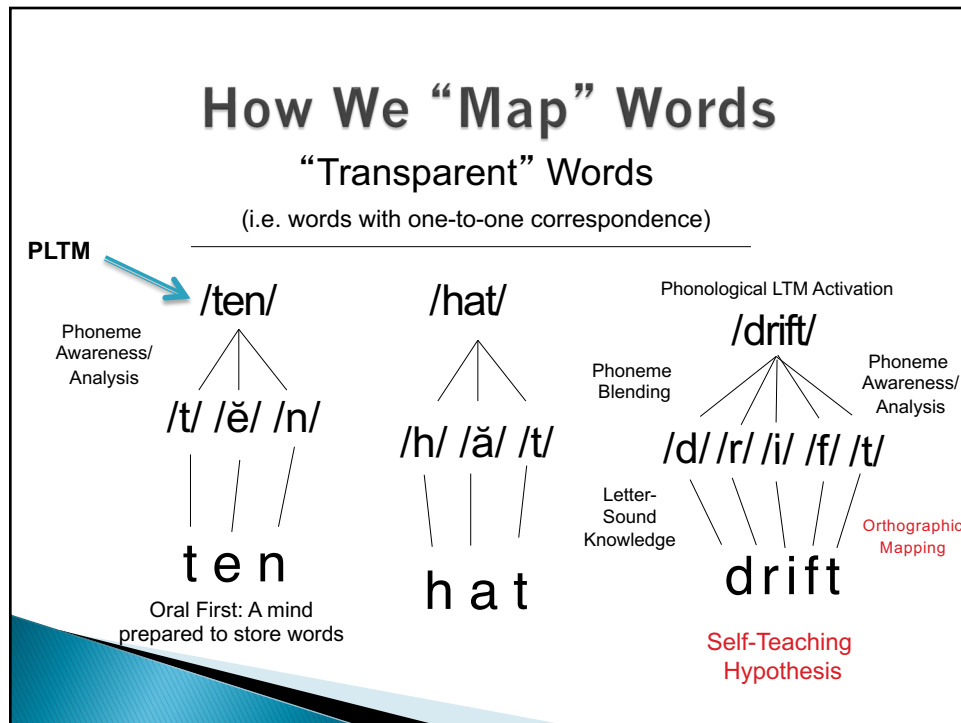 How We “Map” Words
“Transparent” Words
(i.e. words with one-to-one correspondence)
PLTM
/ten/
Phoneme
Awareness/
Analysis
/t/ /ĕ/ /n/
t e n
Oral First: A mind
prepared to store words
/hat/
/h/ /ă/ /t/
h a t
Phonological LTM Activation
/drift/
Phoneme
Blending
Phoneme
Awareness/
Analysis
/d/ /r/ /i/ /f/ /t/
Letter-
Sound
Knowledge
Orthographic
Mapping
drift
Self-Teaching
Hypothesis